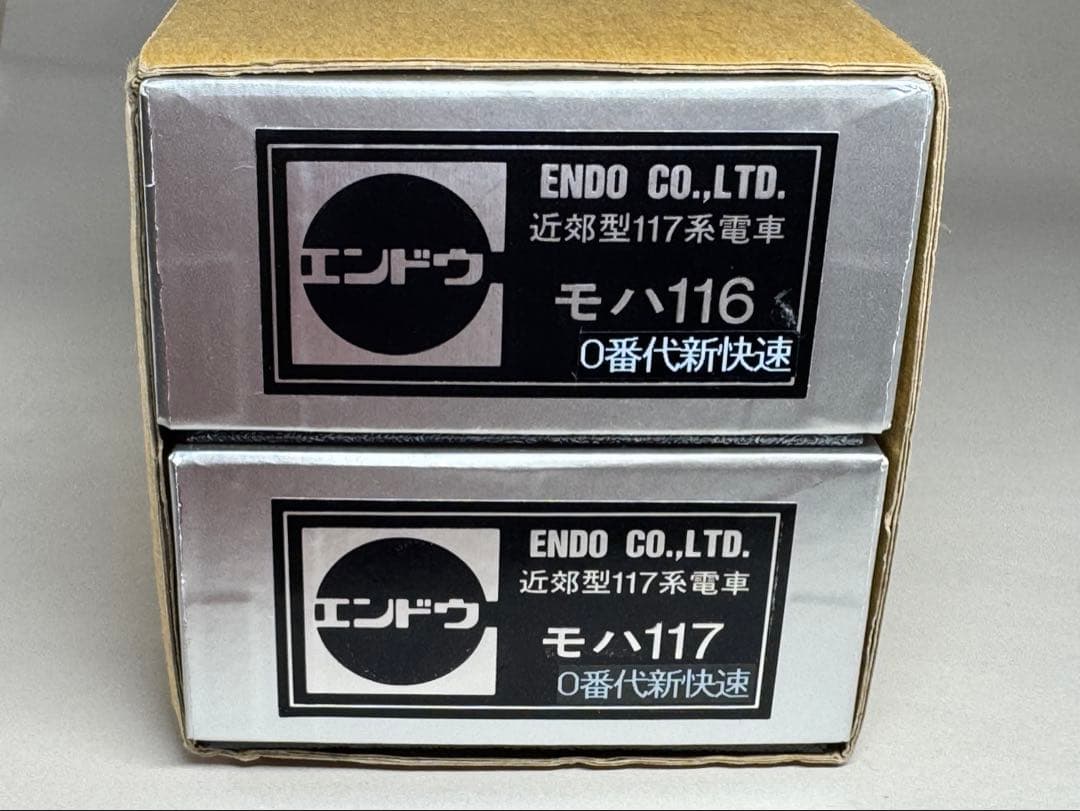 エンドウ
ENDO CO.,LTD.
近郊型117系電車
モハ116
0番代新快速
エンドウ
ENDO CO.,LTD.
近郊型117系電車
モハ117
0番代新快速